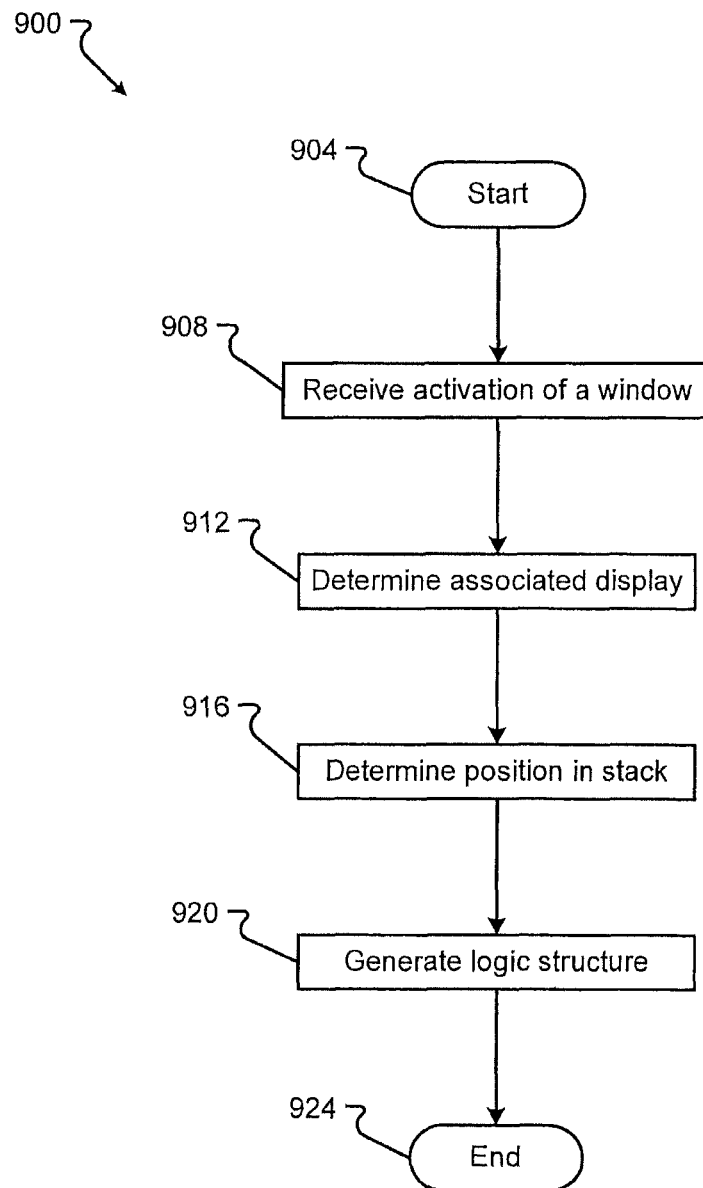 900
904
Start
908
Receive activation of a window
912
Determine associated display
916
Determine position in stack
920
Generate logic structure
924
End